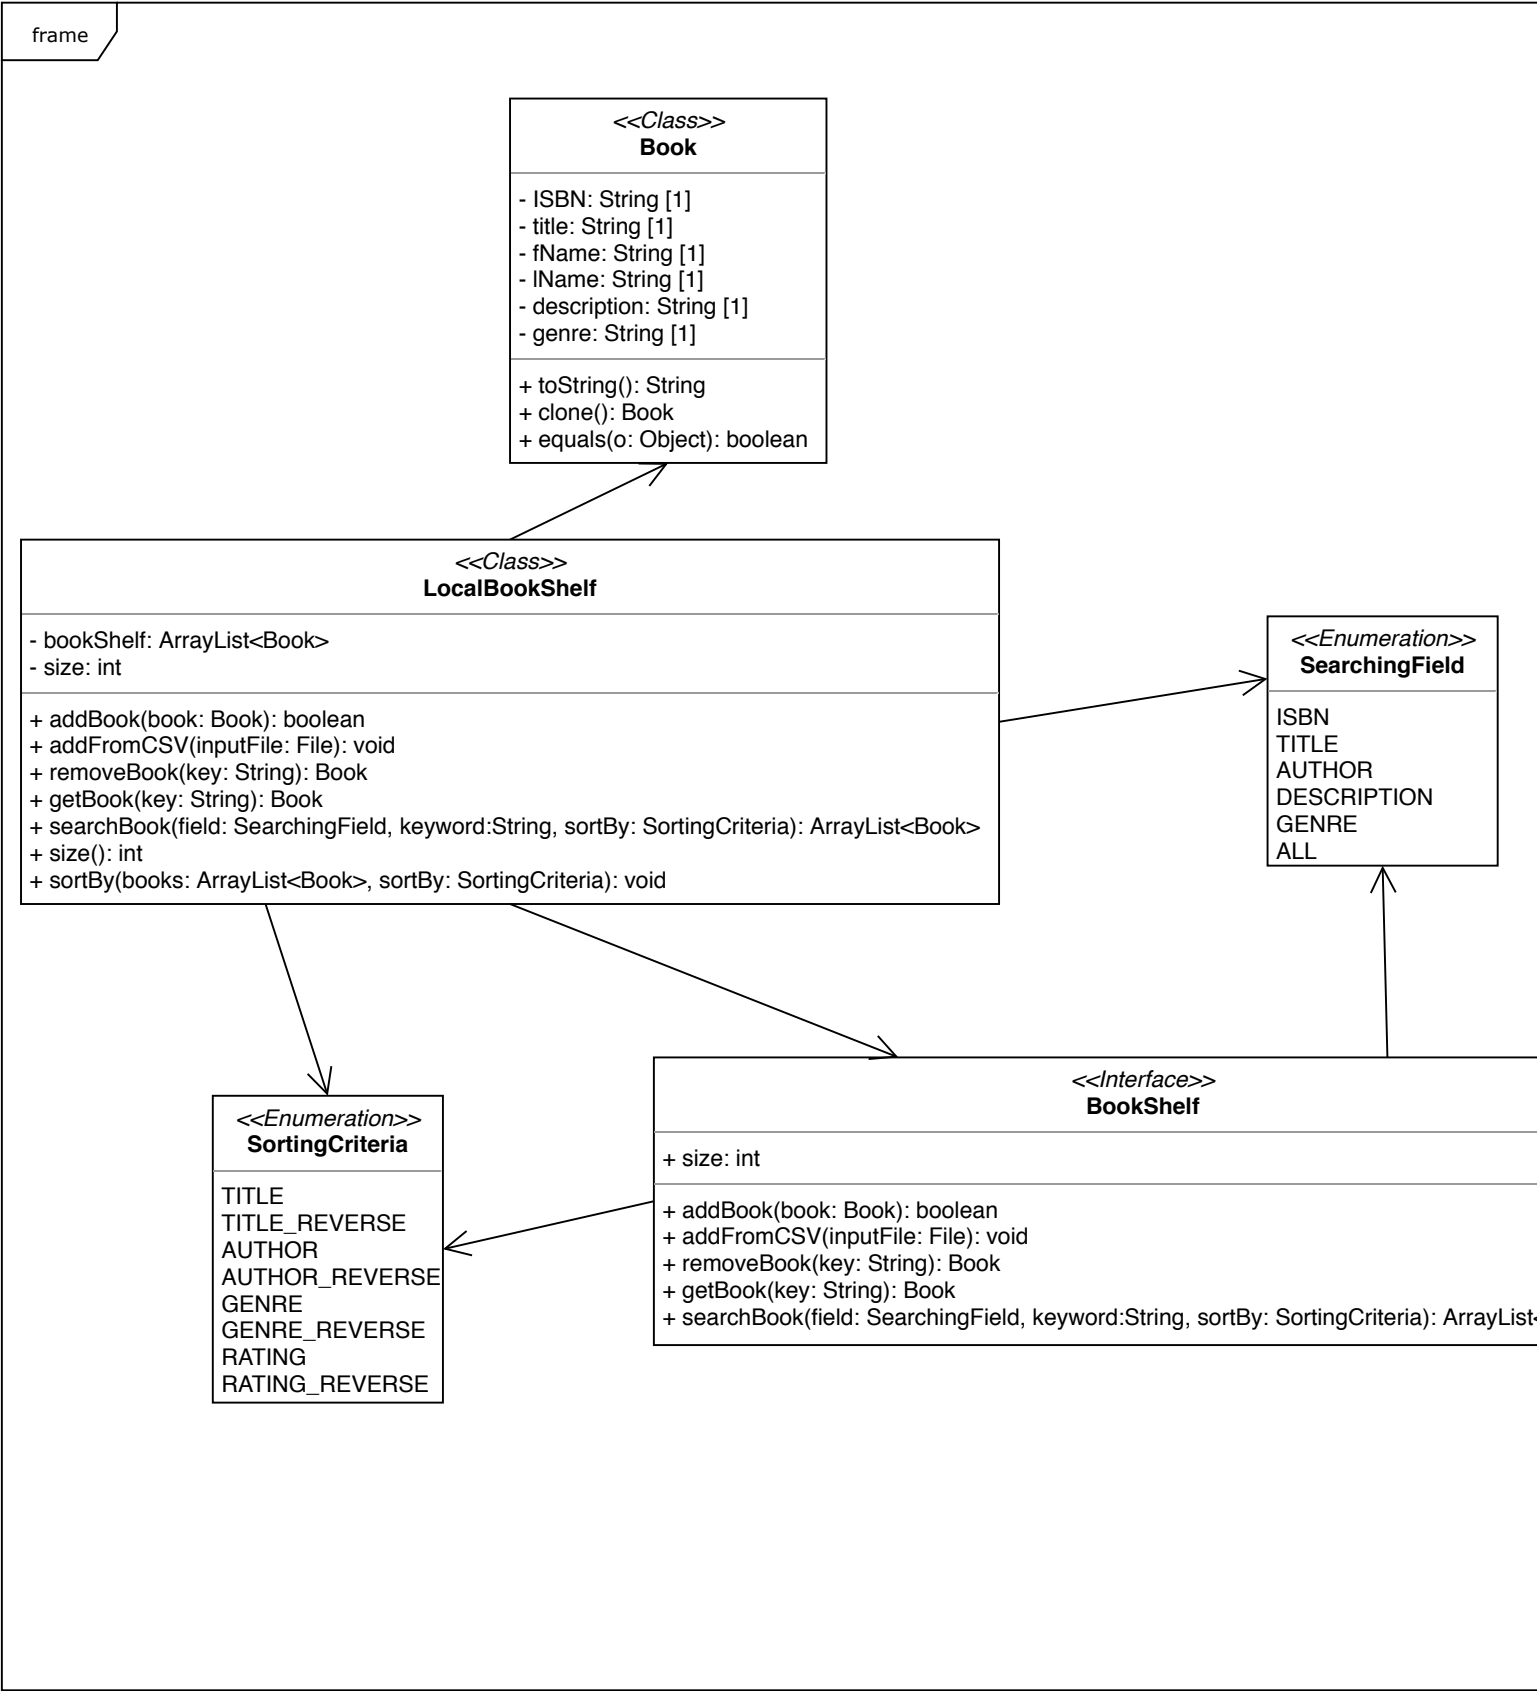 frame
<<Class>>
Book
- ISBN: String [1]
- title: String [1]
- fName: String [1]
- lName: String [1]
- description: String [1]
- genre: String [1]
+ toString(): String
+ clone(): Book
+ equals(o: Object): boolean
<<Class>>
LocalBookShelf
- bookShelf: ArrayList<Book>
- size: int
+ addBook(book: Book): boolean
+ addFromCSV(inputFile: File): void
+ removeBook(key: String): Book
+ getBook(key: String): Book
+ searchBook(field: SearchingField, keyword:String, sortBy: SortingCriteria): ArrayList<Book>
+ size(): int
+ sortBy(books: ArrayList<Book>, sortBy: SortingCriteria): void
<<Enumeration>>
SearchingField
ISBN
TITLE
AUTHOR
DESCRIPTION
GENRE
ALL
<<Enumeration>>
SortingCriteria
TITLE
TITLE_REVERSE
AUTHOR
AUTHOR_REVERSE
GENRE
GENRE_REVERSE
RATING
RATING_REVERSE
<<Interface>>
BookShelf
+ size: int
+ addBook(book: Book): boolean
+ addFromCSV(inputFile: File): void
+ removeBook(key: String): Book
+ getBook(key: String): Book
+ searchBook(field: SearchingField, keyword:String, sortBy: SortingCriteria): ArrayList<